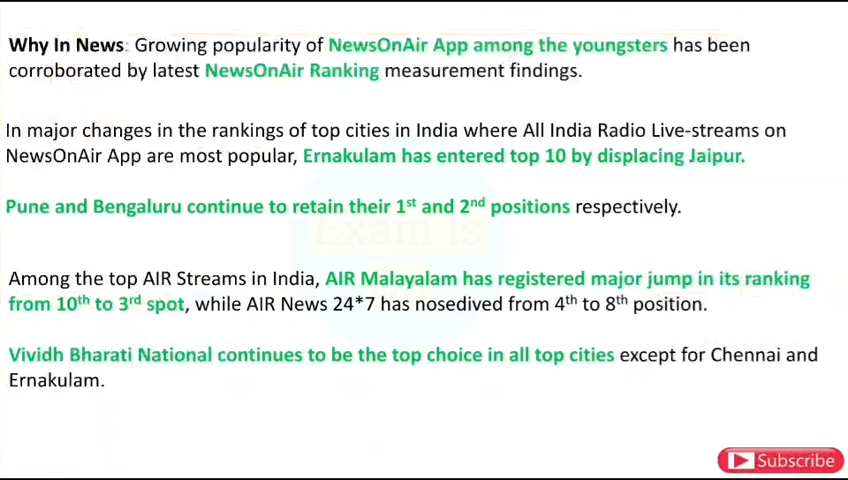 Why In News: Growing popularity of NewsOnAir App among the youngsters has been
corroborated by latest NewsOnAir Ranking measurement findings.
In major changes in the rankings of top cities in India where All India Radio Live-streams on
NewsOnAir App are most popular, Ernakulam has entered top 10 by displacing Jaipur.
Pune and Bengaluru continue to retain their 1st and 2nd positions respectively.
Exam Is
Among the top AIR Streams in India, AIR Malayalam has registered major jump in its ranking
from 10th to 3rd spot, while AIR News 24*7 has nosedived from 4th to 8th position.
Vividh Bharati National continues to be the top choice in all top cities except for Chennai and
Ernakulam.
Subscribe